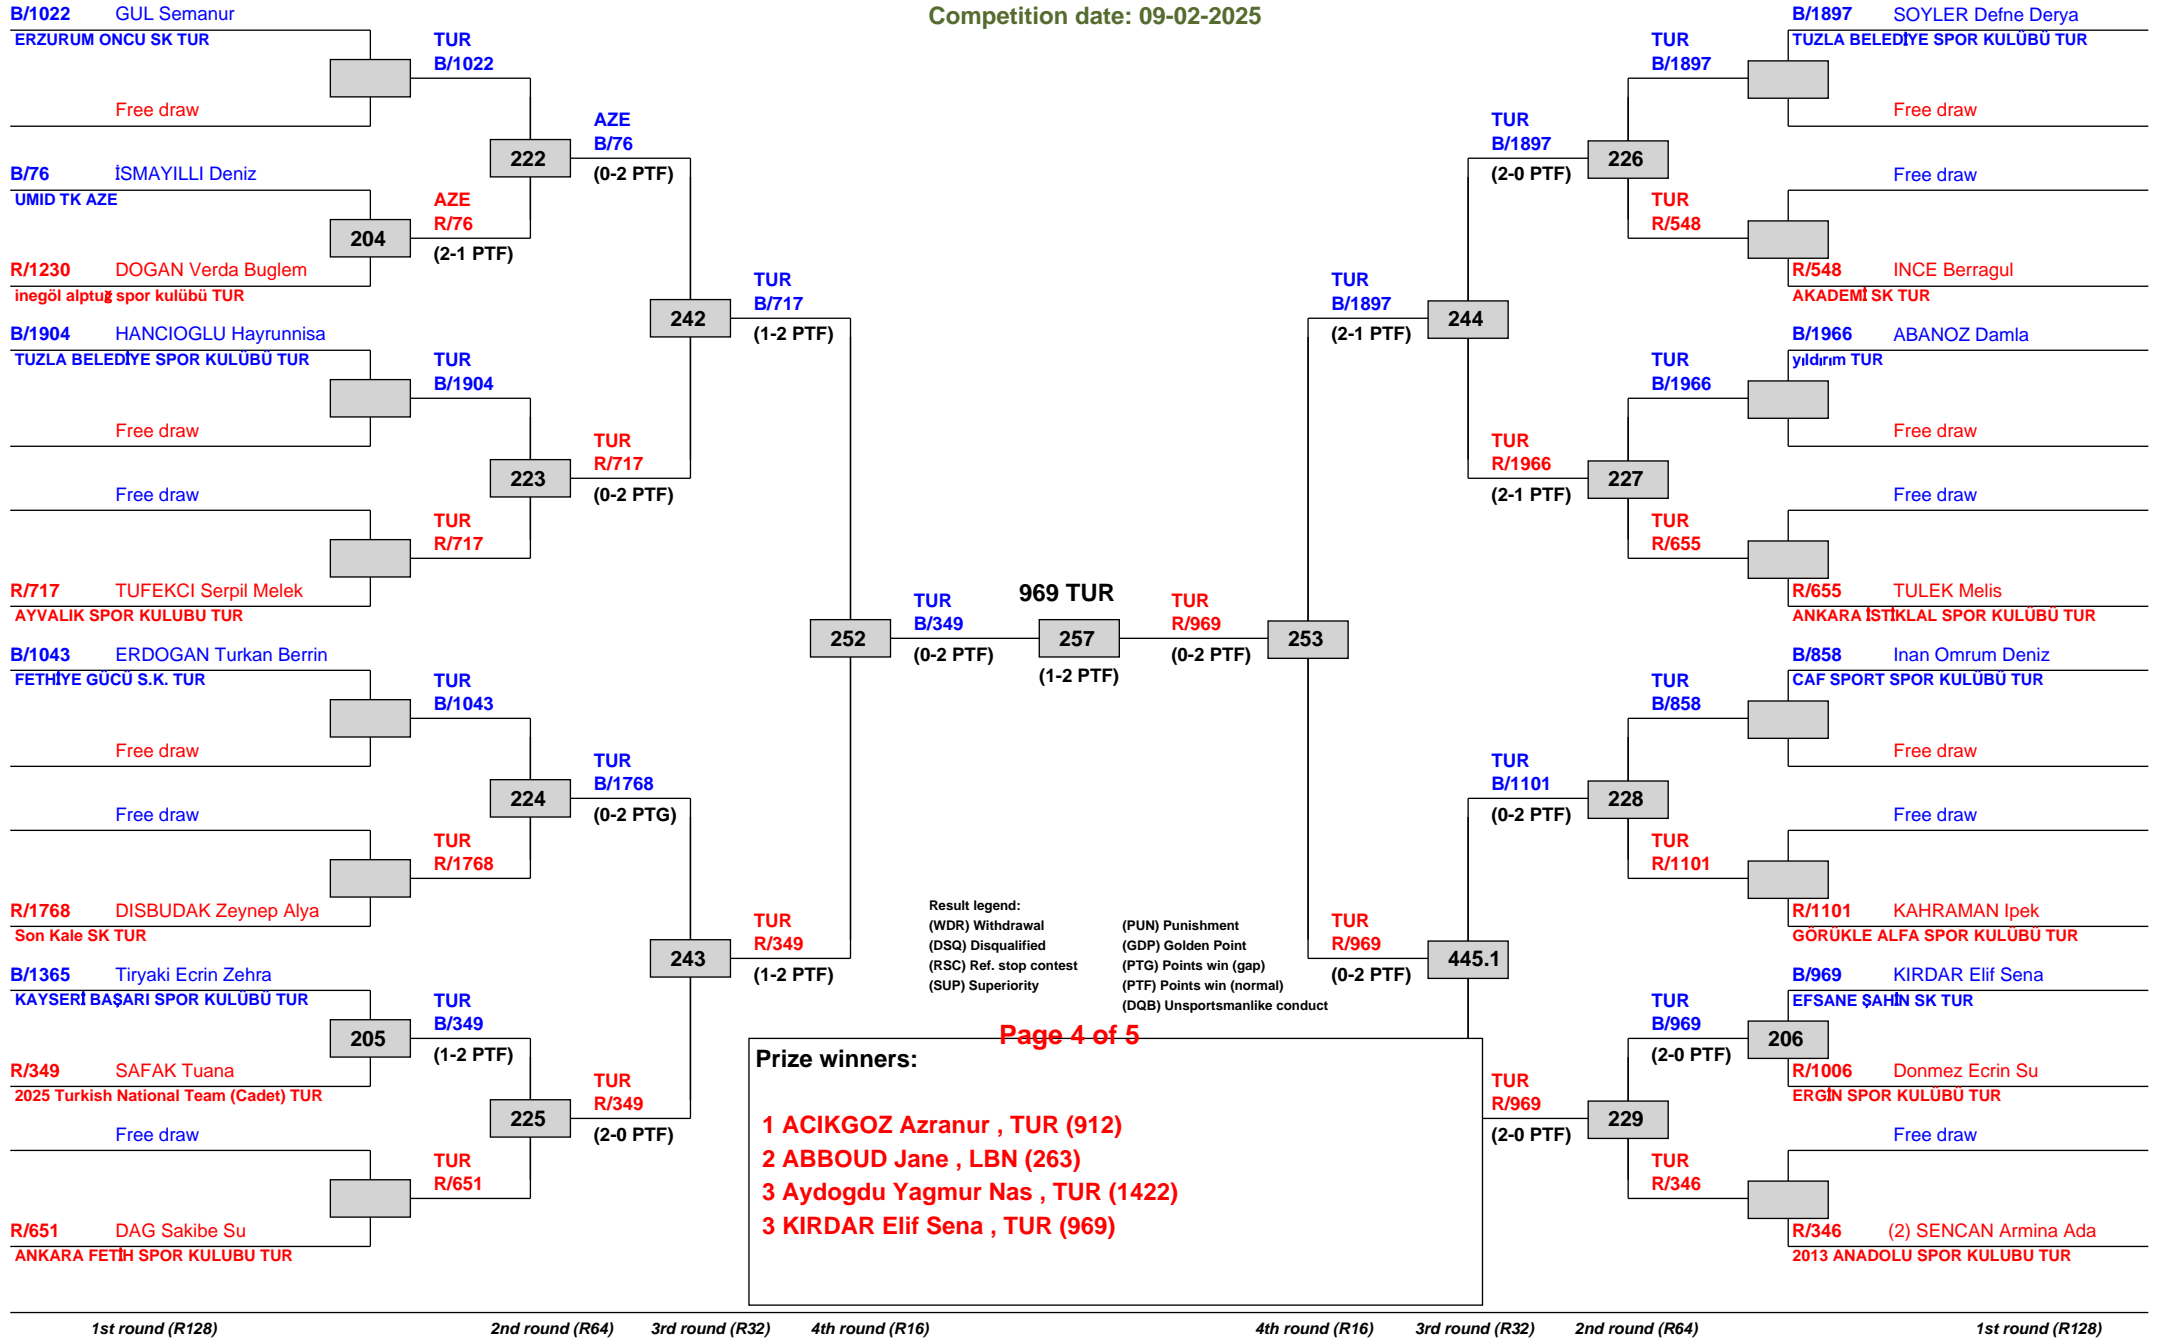 Competition date: 09-02-2025
B/1022 GUL Semanur
ERZURUM ONCU SK TUR
Free draw
B/76 İSMAYILLI Deniz
UMID TK AZE
204
R/1230 DOGAN Verda Buglem
inegöl alptuğ spor kulübü TUR
B/1904 HANCIOGLU Hayrunnisa
TUZLA BELEDİYE SPOR KULÜBÜ TUR
Free draw
Free draw
R/717 TUFEKCI Serpil Melek
AYVALIK SPOR KULUBU TUR
B/1043 ERDOGAN Turkan Berrin
FETHİYE GÜCÜ S.K. TUR
Free draw
Free draw
R/1768 DISBUDAK Zeynep Alya
Son Kale SK TUR
B/1365 Tiryaki Ecrin Zehra
KAYSERİ BAŞARI SPOR KULÜBÜ TUR
205
R/349 SAFAK Tuana
2025 Turkish National Team (Cadet) TUR
Free draw
R/651 DAG Sakibe Su
ANKARA FETİH SPOR KULUBU TUR
TUR
B/1022
222
AZE
R/76
(2-1 PTF)
TUR
B/1904
223
TUR
R/717
TUR
B/1043
224
TUR
R/1768
TUR
B/349
(1-2 PTF)
225
TUR
R/651
AZE
B/76
(0-2 PTF)
242
TUR
R/717
(0-2 PTF)
TUR
B/1768
(0-2 PTG)
243
TUR
R/349
(2-0 PTF)
TUR
B/717
(1-2 PTF)
252
TUR
R/349
(1-2 PTF)
TUR
B/349
(0-2 PTF)
969 TUR
257
(1-2 PTF)
TUR
R/969
(0-2 PTF)
253
TUR
B/1897
(2-1 PTF)
TUR
R/969
(0-2 PTF)
TUR
B/1897
(2-0 PTF)
244
TUR
R/1966
(2-1 PTF)
TUR
B/1101
(0-2 PTF)
445.1
TUR
R/969
(2-0 PTF)
TUR
B/1897
226
TUR
R/548
TUR
B/1966
227
TUR
R/655
TUR
B/858
228
TUR
R/1101
TUR
B/969
(2-0 PTF)
229
TUR
R/346
B/1897 SOYLER Defne Derya
TUZLA BELEDİYE SPOR KULÜBÜ TUR
Free draw
Free draw
R/548 INCE Berragul
AKADEMİ SK TUR
B/1966 ABANOZ Damla
yıldırım TUR
Free draw
Free draw
R/655 TULEK Melis
ANKARA İSTİKLAL SPOR KULÜBÜ TUR
B/858 Inan Omrum Deniz
CAF SPORT SPOR KULÜBÜ TUR
Free draw
Free draw
R/1101 KAHRAMAN Ipek
GÖRÜKLE ALFA SPOR KULÜBÜ TUR
B/969 KIRDAR Elif Sena
EFSANE ŞAHİN SK TUR
206
R/1006 Donmez Ecrin Su
ERGİN SPOR KULÜBÜ TUR
Free draw
R/346 (2) SENCAN Armina Ada
2013 ANADOLU SPOR KULUBU TUR
Result legend:
(WDR) Withdrawal (PUN) Punishment
(DSQ) Disqualified (GDP) Golden Point
(RSC) Ref. stop contest (PTG) Points win (gap)
(SUP) Superiority (PTF) Points win (normal)
(DQB) Unsportsmanlike conduct
Page 4 of 5
Prize winners:
1 ACIKGOZ Azranur , TUR (912)
2 ABBOUD Jane , LBN (263)
3 Aydogdu Yagmur Nas , TUR (1422)
3 KIRDAR Elif Sena , TUR (969)
1st round (R128) 2nd round (R64) 3rd round (R32) 4th round (R16) 4th round (R16) 3rd round (R32) 2nd round (R64) 1st round (R128)